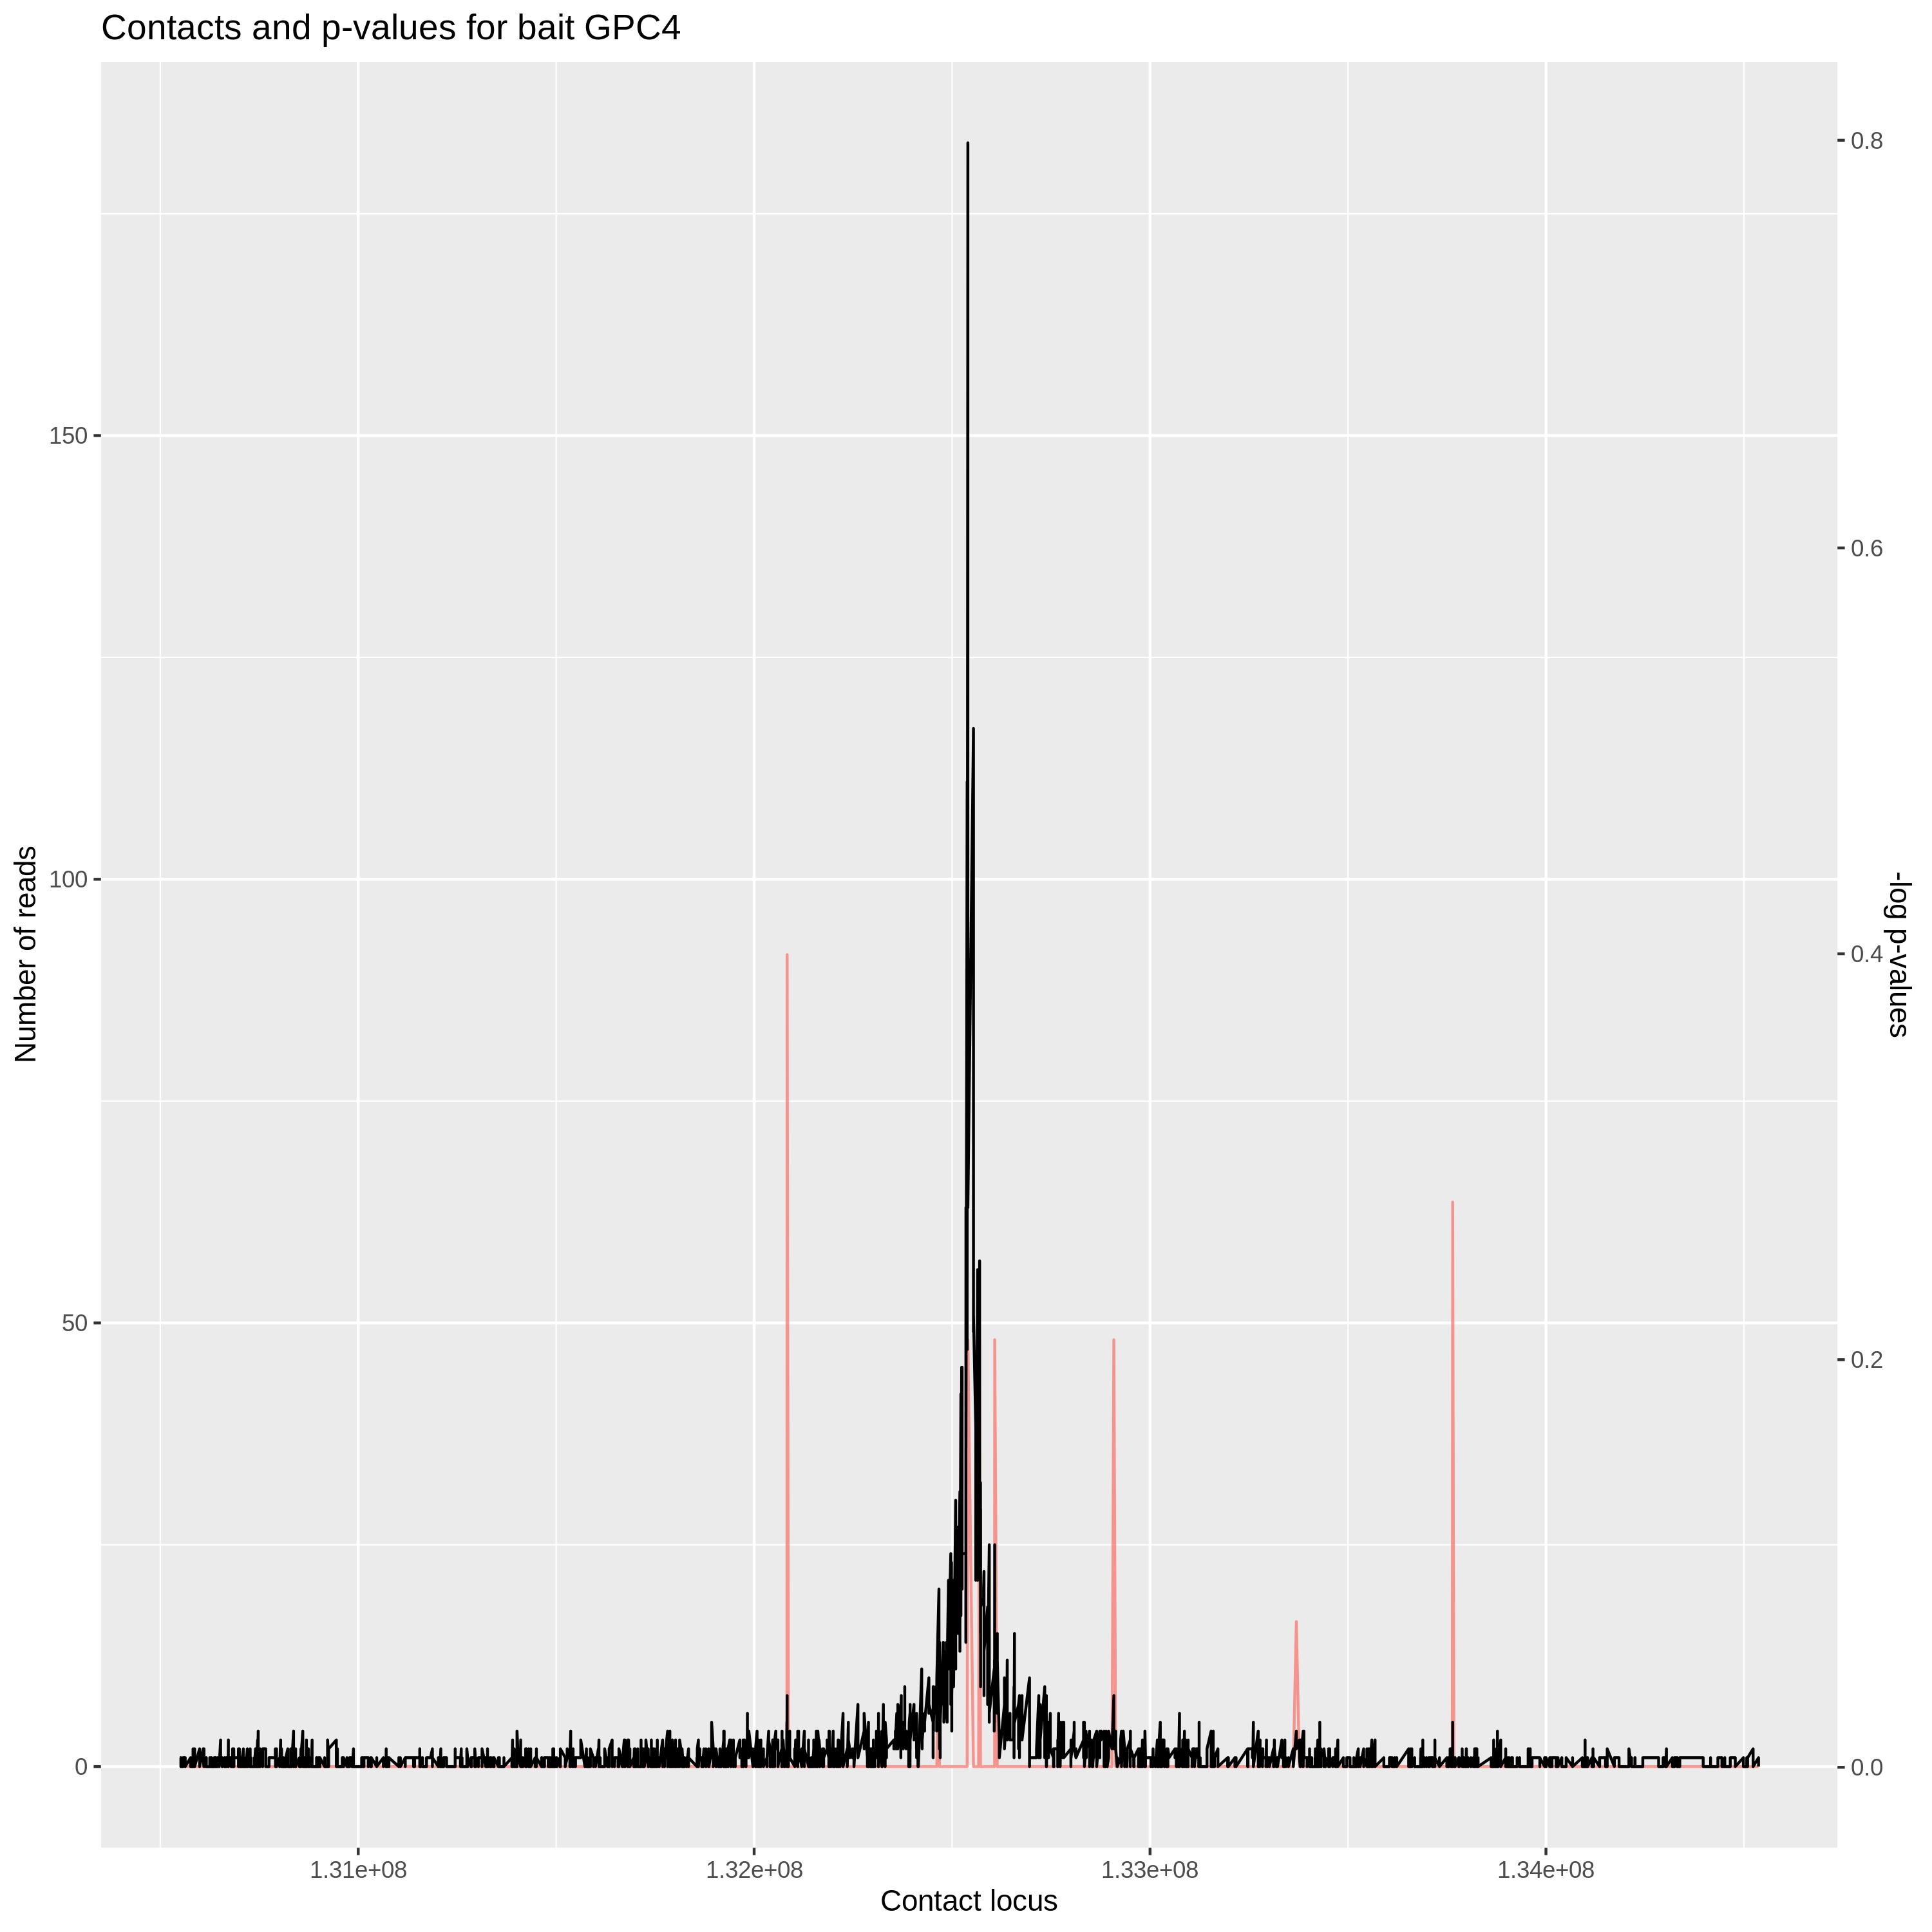 Contacts and p-values for bait GPC4
Number of reads
150
100
50
0
0.8
0.6
0.4
0.2
0.0
-log p-values
1.31e+08
1.32e+08
1.33e+08
1.34e+08
Contact locus